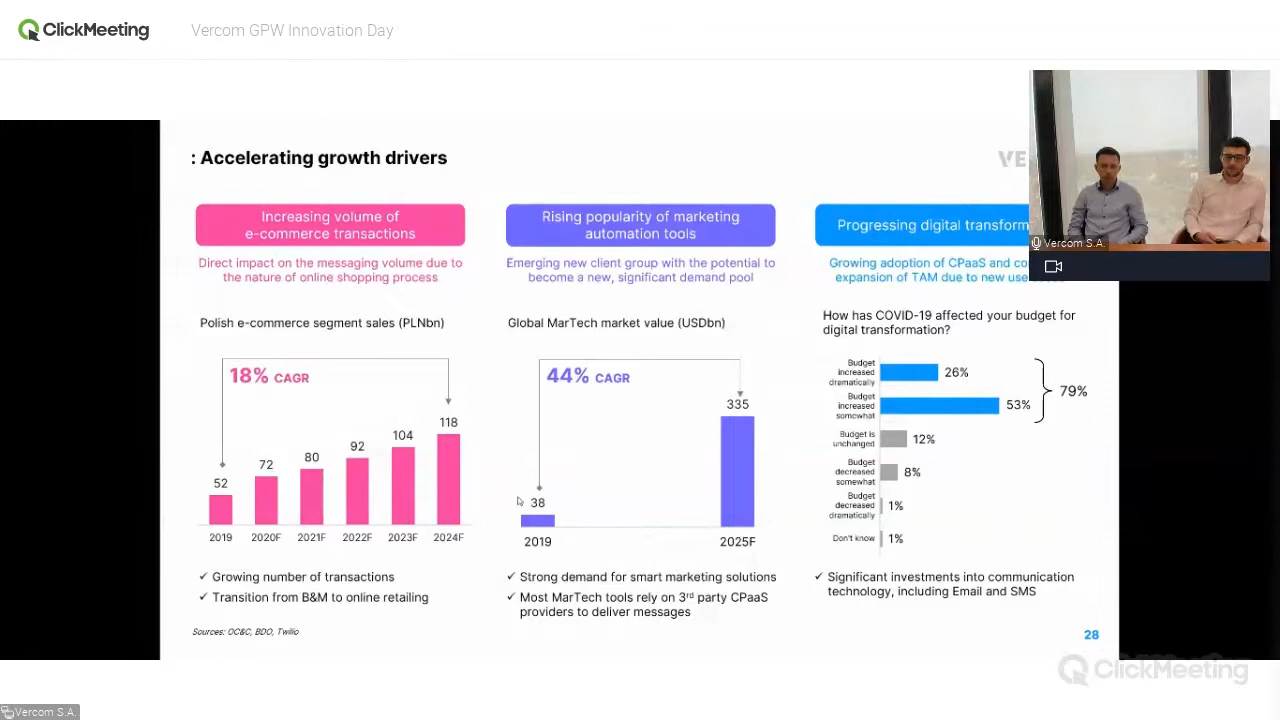 ClickMeeting
Vercom GPW Innovation Day
: Accelerating growth drivers
VE
Increasing volume of
e-commerce transactions
Direct impact on the messaging volume due to
the nature of online shopping process
Polish e-commerce segment sales (PLNbn)
18% CAGR
52
72
80
92
104
118
2019
2020F
2021F
2022F
2023F
2024F
✓ Growing number of transactions
✓ Transition from B&M to online retailing
Sources: OC&C, BDO, Twilio
Rising popularity of marketing
automation tools
Emerging new client group with the potential to
become a new, significant demand pool
Global MarTech market value (USDbn)
44% CAGR
38
335
2019
2025F
✓ Strong demand for smart marketing solutions
✓ Most MarTech tools rely on 3rd party CPaaS
providers to deliver messages
Progressing digital transform
Growing adoption of CPaaS and co
expansion of TAM due to new use
How has COVID-19 affected your budget for
digital transformation?
Budget
increased
dramatically
26%
Budget
increased
somewhat
53%
79%
Budget is
unchanged
12%
Budget
decreased
somewhat
8%
Budget
decreased
dramatically
1%
Don't know
1%
✓ Significant investments into communication
technology, including Email and SMS
28
Vercom S.A.
ClickMeeting
Vercom S.A.